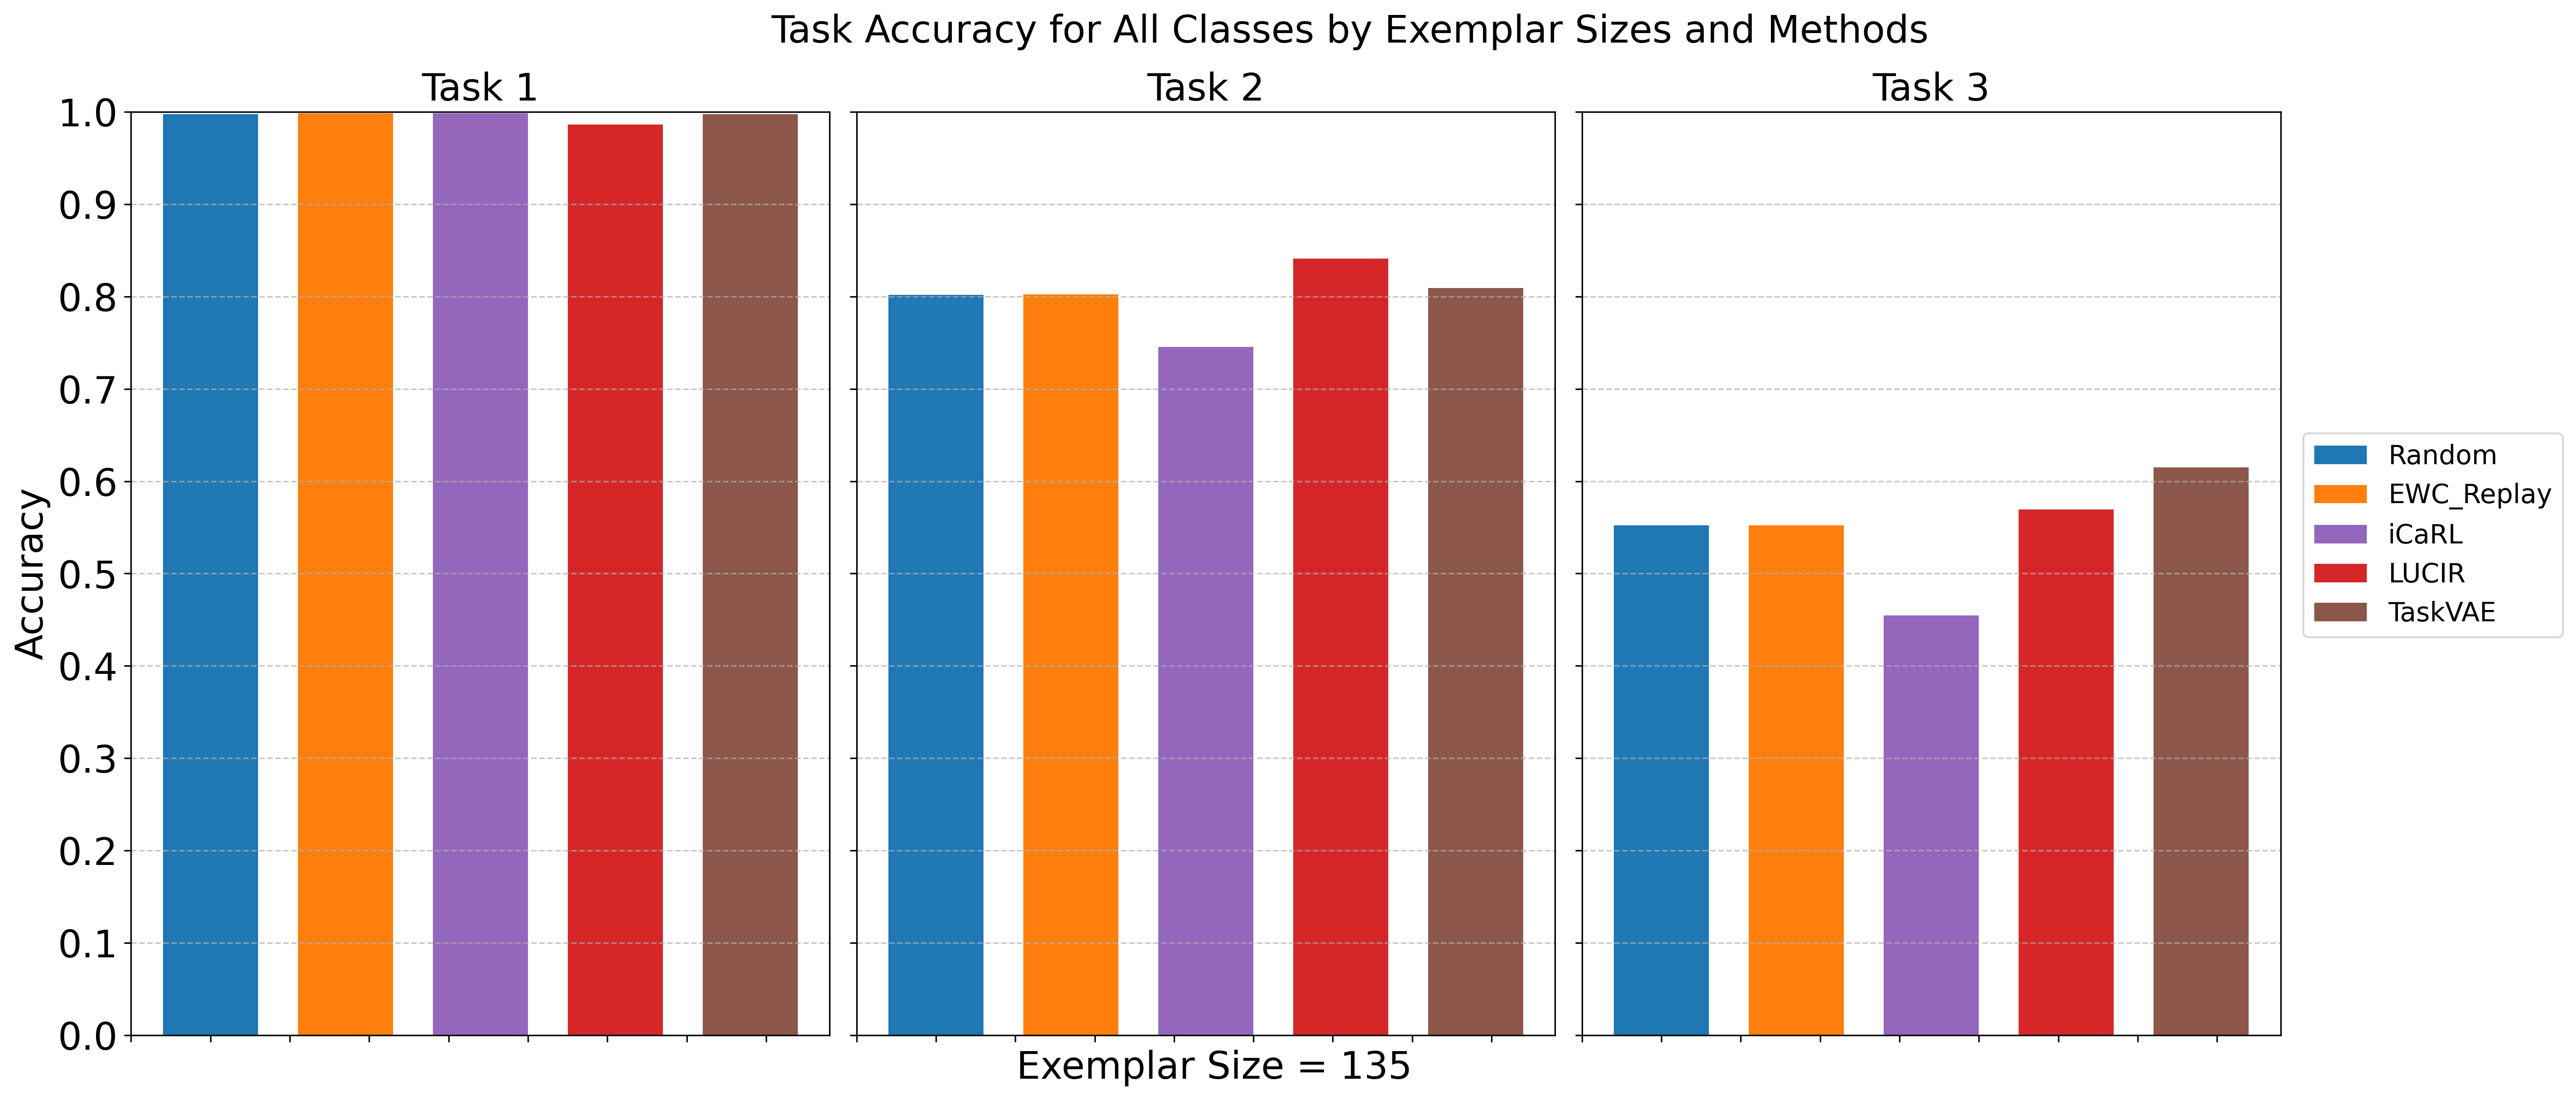 Task Accuracy for All Classes by Exemplar Sizes and Methods
Task 1
Task 2
Task 3
Accuracy
1.0
0.9
0.8
0.7
0.6
0.5
0.4
0.3
0.2
0.1
0.0
Exemplar Size = 135
Random
EWC_Replay
iCaRL
LUCIR
TaskVAE